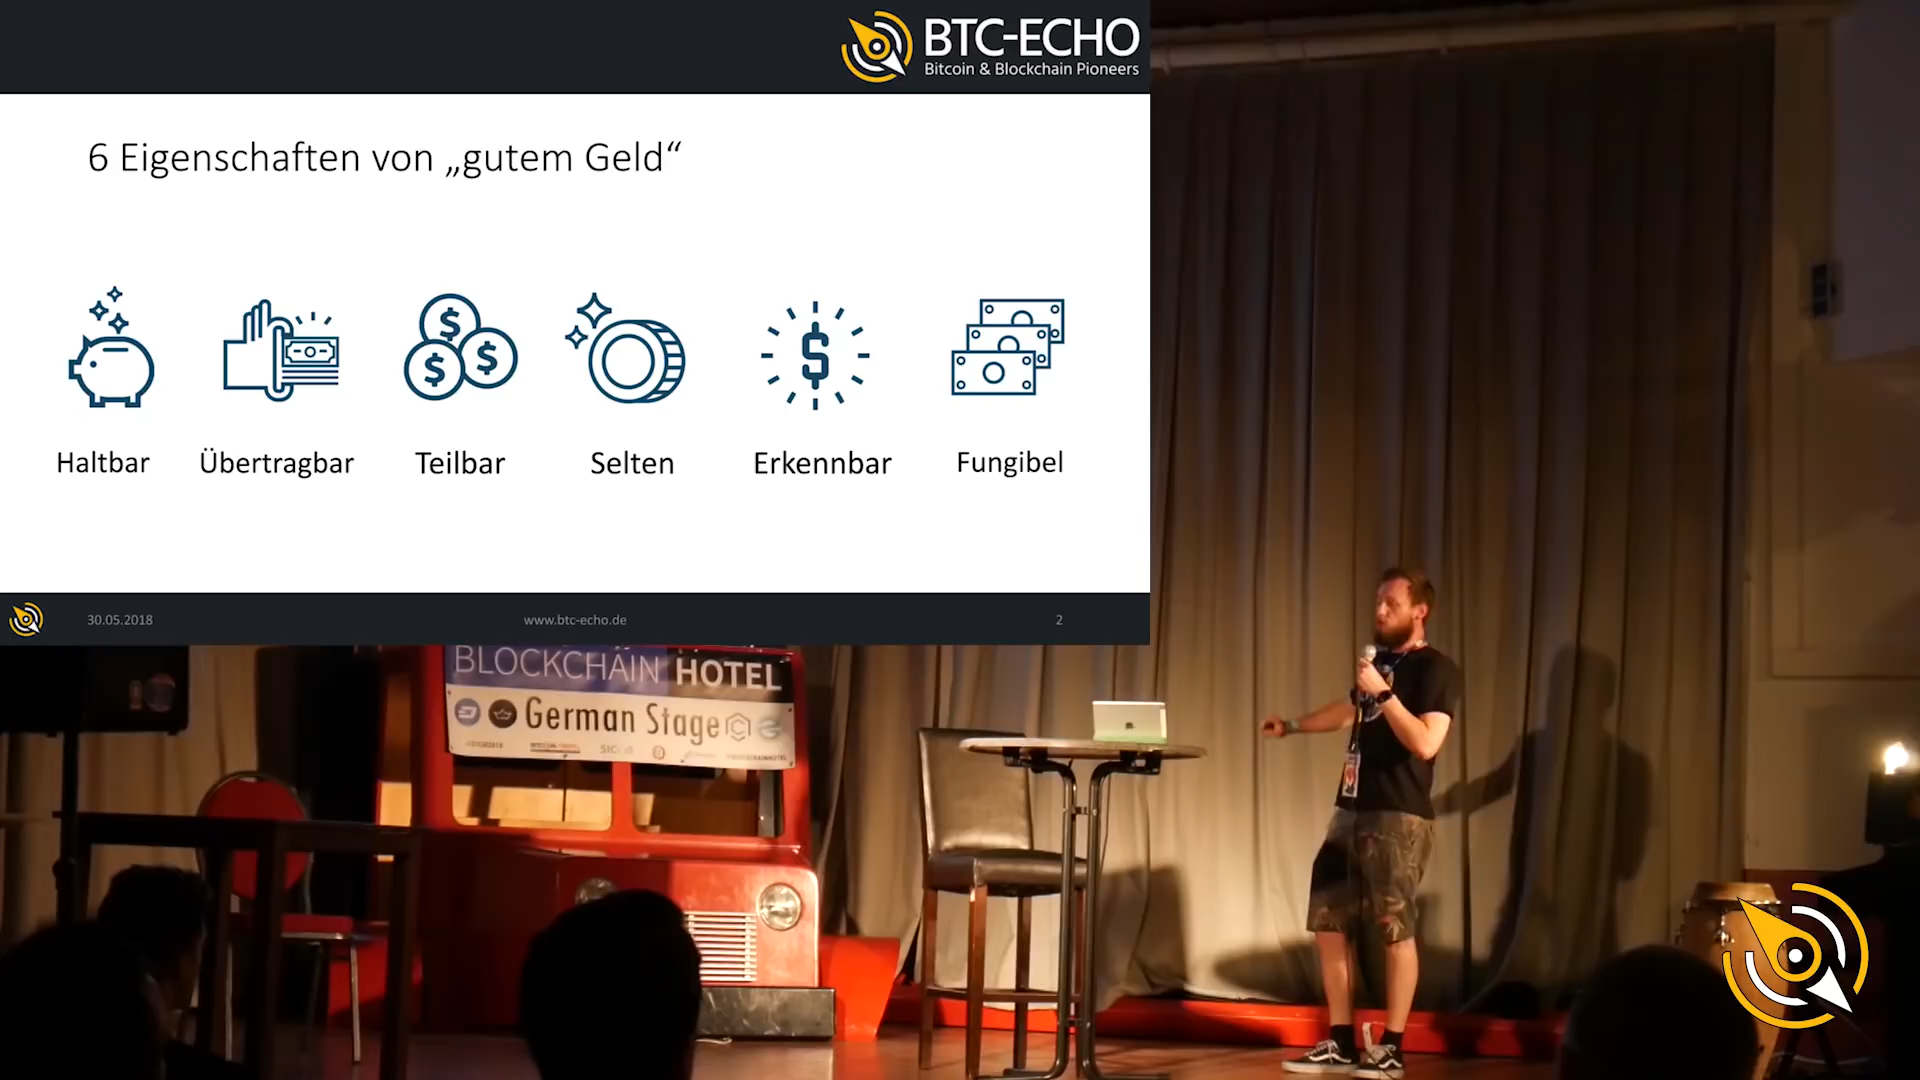 BTC-ECHO
Bitcoin & Blockchain Pioneers
6 Eigenschaften von „gutem Geld“
Haltbar
Übertragbar
Teilbar
Selten
Erkennbar
Fungibel
30.05.2018
www.btc-echo.de
2
BLOCKCHAIN HOTEL
German Stage